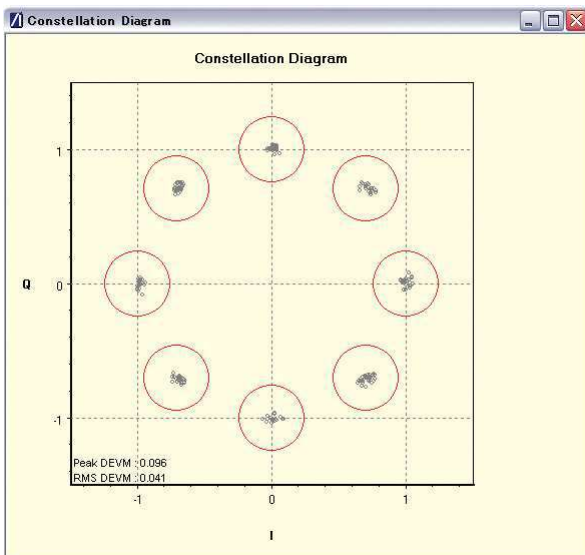 Constellation Diagram
Constellation Diagram
1
Q
0
-1
Peak DEVM : 0.096
RMS DEVM : 0.041
-1
0
1
I